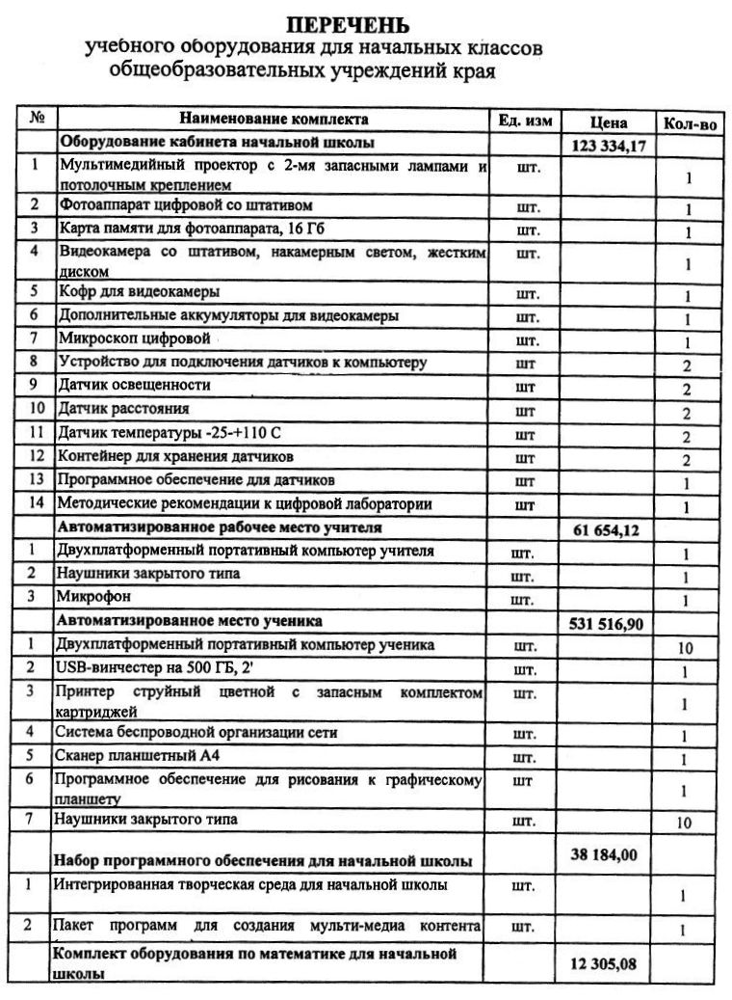 ПЕРЕЧЕНЬ
учебного оборудования для начальных классов
общеобразовательных учреждений края
№ Наименование комплекта Ед. изм Цена Кол-во
Оборудование кабинета начальной школы 123 334,17
1 Мультимедийный проектор с 2-мя запасными лампами и шт. 1
потолочным креплением
2 Фотоаппарат цифровой со штативом шт. 1
3 Карта памяти для фотоаппарата, 16 Гб шт. 1
4 Видеокамера со штативом, накамерным светом, жестким шт. 1
диском
5 Кофр для видеокамеры шт. 1
6 Дополнительные аккумуляторы для видеокамеры шт. 1
7 Микроскоп цифровой шт. 1
8 Устройство для подключения датчиков к компьютеру шт 2
9 Датчик освещенности шт 2
10 Датчик расстояния шт 2
11 Датчик температуры -25-+110 С шт 2
12 Контейнер для хранения датчиков шт 2
13 Программное обеспечение для датчиков шт 1
14 Методические рекомендации к цифровой лаборатории шт 1
Автоматизированное рабочее место учителя 61 654,12
1 Двухплатформенный портативный компьютер учителя шт. 1
2 Наушники закрытого типа шт. 1
3 Микрофон шт. 1
Автоматизированное место ученика 531 516,90
1 Двухплатформенный портативный компьютер ученика шт. 10
2 USB-винчестер на 500 ГБ, 2' шт. 1
3 Принтер струйный цветной с запасным комплектом шт. 1
картриджей
4 Система беспроводной организации сети шт. 1
5 Сканер планшетный А4 шт. 1
6 Программное обеспечение для рисования к графическому шт 1
планшету
7 Наушники закрытого типа шт. 10
Набор программного обеспечения для начальной школы 38 184,00
1 Интегрированная творческая среда для начальной школы шт. 1
2 Пакет программ для создания мульти-медиа контента шт. 1
Комплект оборудования по математике для начальной 12 305,08
школы